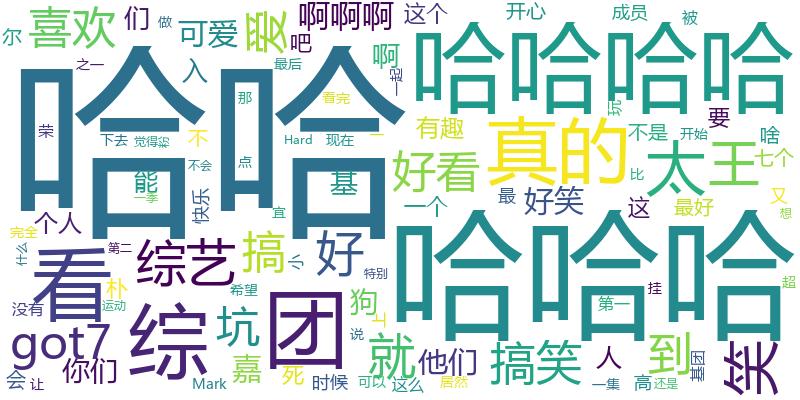 哈哈
哈哈哈哈
哈哈哈
喜欢
们
做
可爱
爱
啊啊啊
吧
啊
这个
开心
成员
被
尔
之一
入
最后
一起
看完
那
荣
下去
觉得
不
Hard
现在
一
点
不会
能
一季
快乐
基
宜
个人
完全
什么
第二
综艺
搞
小
好
有趣
真的
好看
一个
最
好笑
玩
不是
要
啥
开始
太
王
七个
比
这
最好
又
想
看
朴
没有
运动
got7
你们
会
让
综
坑
希望
团
狗
特别
说
就
嘉
死
Mark
时候
可以
这么
他们
居然
搞笑
人
一集
第一
挂
超
到
高
还是
基团
笑